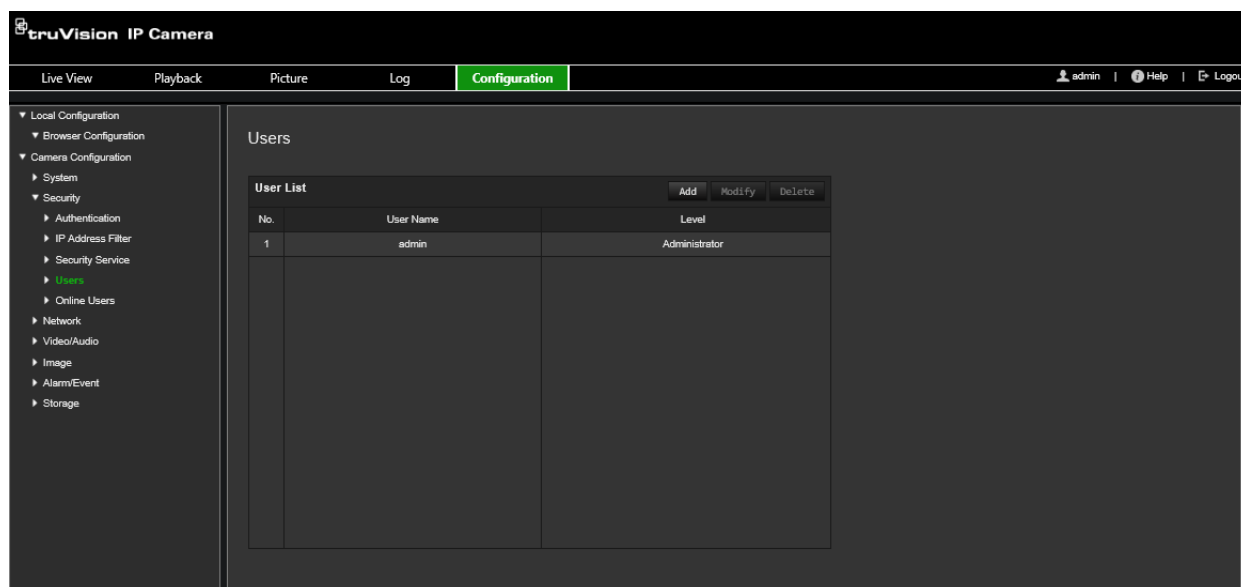 truVision IP Camera
Live View Playback Picture Log Configuration admin | Help | Logou
Local Configuration
Browser Configuration
Camera Configuration
System
Security
Authentication
IP Address Filter
Security Service
Users
Online Users
Network
Video/Audio
Image
Alarm/Event
Storage
Users
User List Add Modify Delete
No. User Name Level
1 admin Administrator